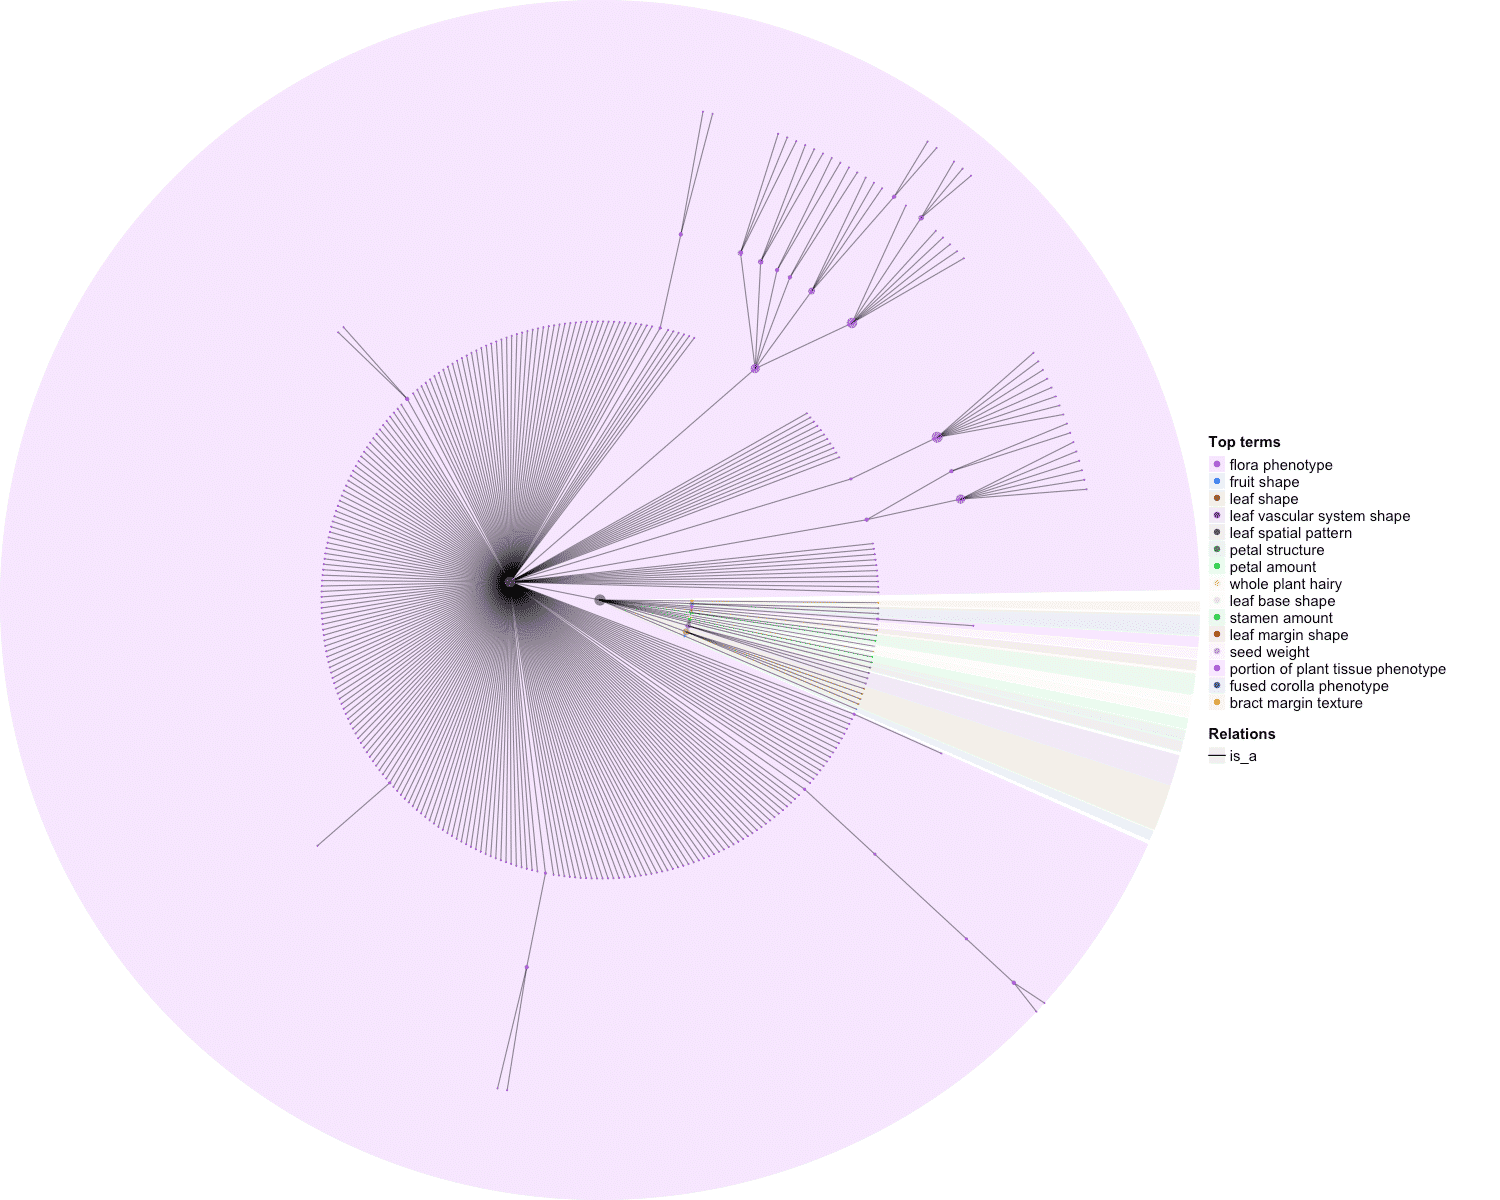 Top terms
flora phenotype
fruit shape
leaf shape
leaf vascular system shape
leaf spatial pattern
petal structure
petal amount
whole plant hairy
leaf base shape
stamen amount
leaf margin shape
seed weight
portion of plant tissue phenotype
fused corolla phenotype
bract margin texture
Relations
is_a